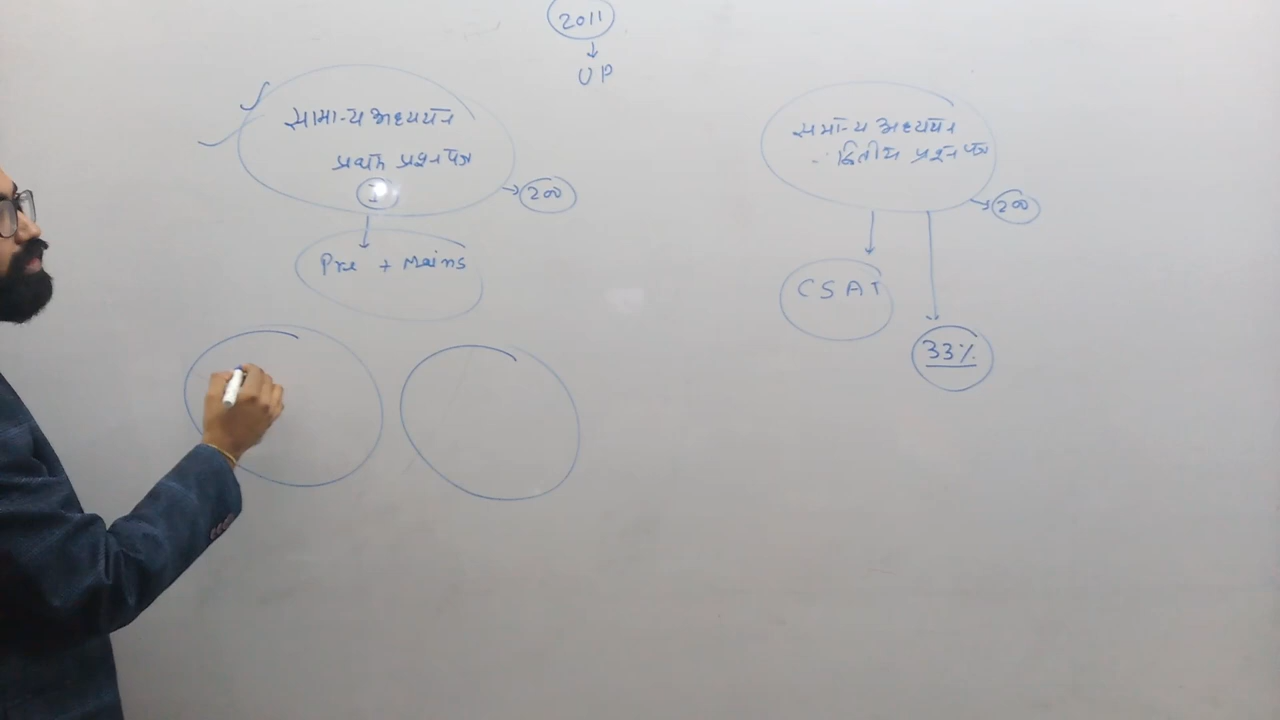 2011
UP
सामान्य अध्ययन
प्रथम प्रश्न पत्र
I
200
Pre + Mains
सामान्य अध्ययन
द्वितीय प्रश्न पत्र
200
CSAT
33%